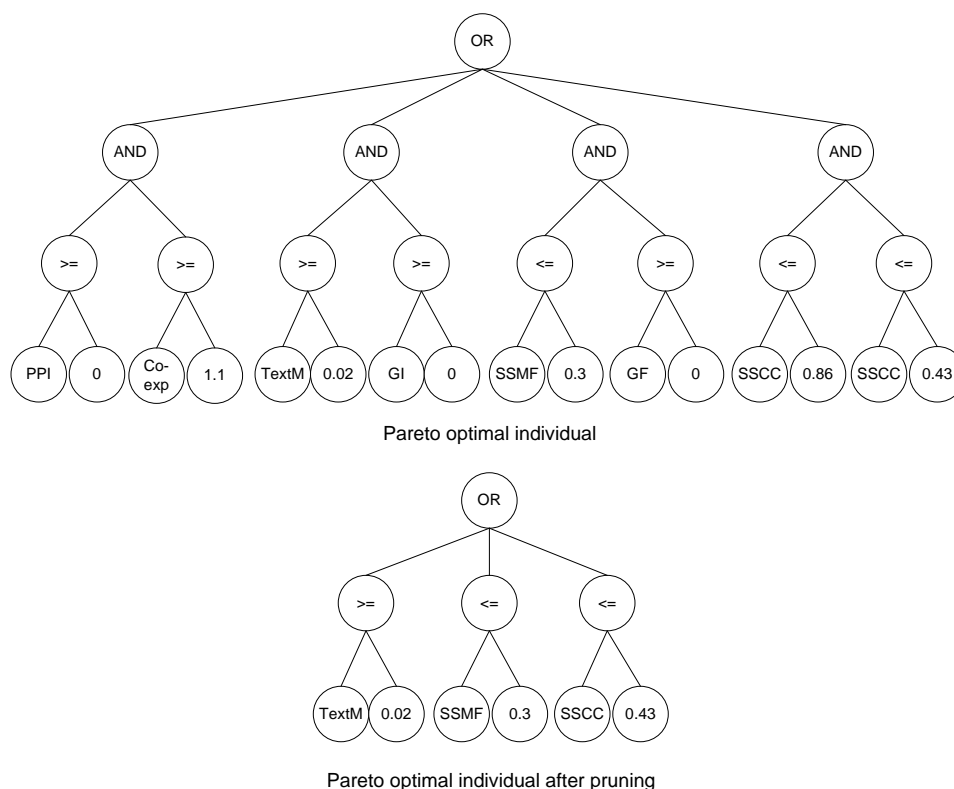 OR
AND AND AND AND
>= >= >= >= <= >= <= <=
PPI 0 Co-
exp 1.1 TextM 0.02 GI 0 SSMF 0.3 GF 0 SSCC 0.86 SSCC 0.43
Pareto optimal individual
OR
>= <= <=
TextM 0.02 SSMF 0.3 SSCC 0.43
Pareto optimal individual after pruning